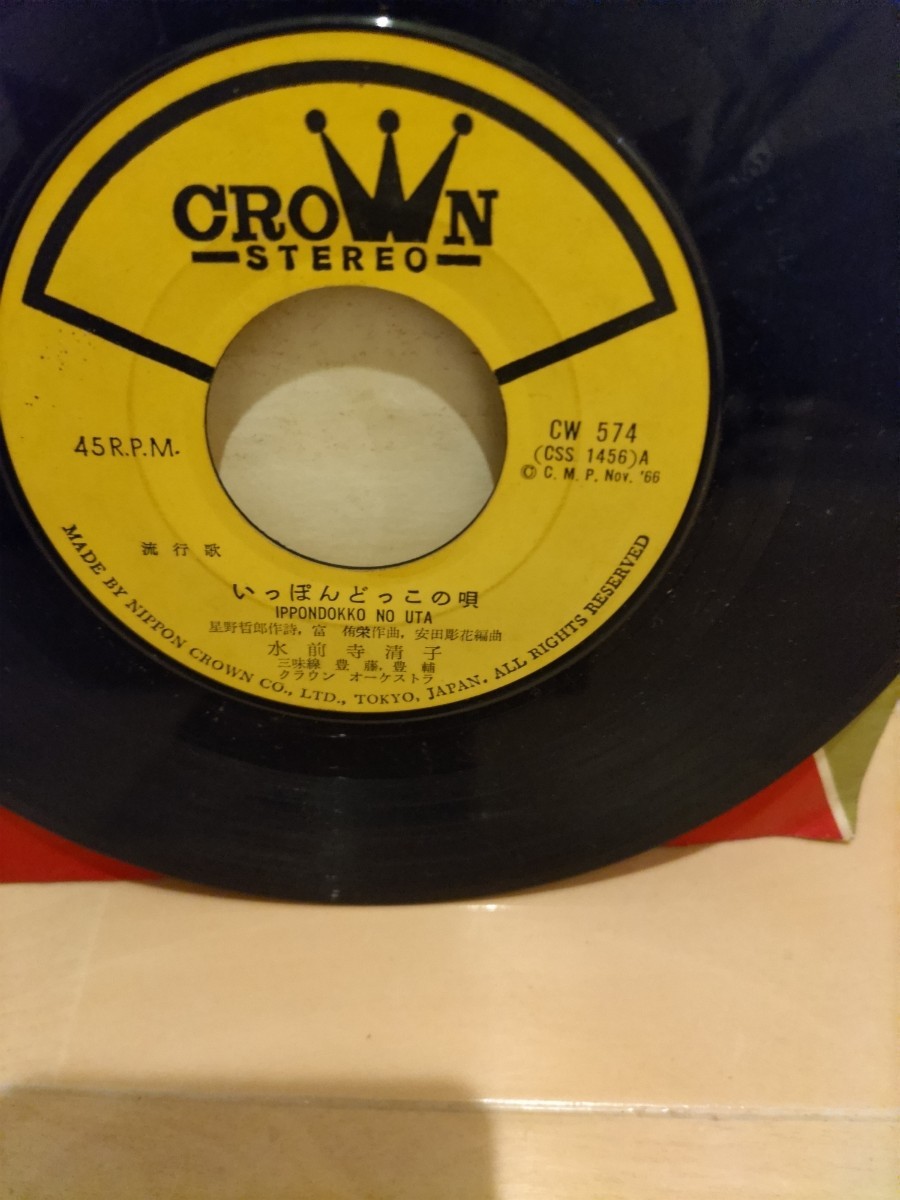 CROWN
STEREO
45 R.P.M.
CW 574
(CSS 1456)A
© C. M. P. Nov. '66
流行歌
いっぽんどっこの唄
IPPONDOKKO NO UTA
星野哲郎作詩，富侑栄作曲，安田彫花編曲
水前寺清子
三味線 豊藤，豊輔
クラウン オーケストラ
MADE BY NIPPON CROWN CO., LTD., TOKYO, JAPAN. ALL RIGHTS RESERVED